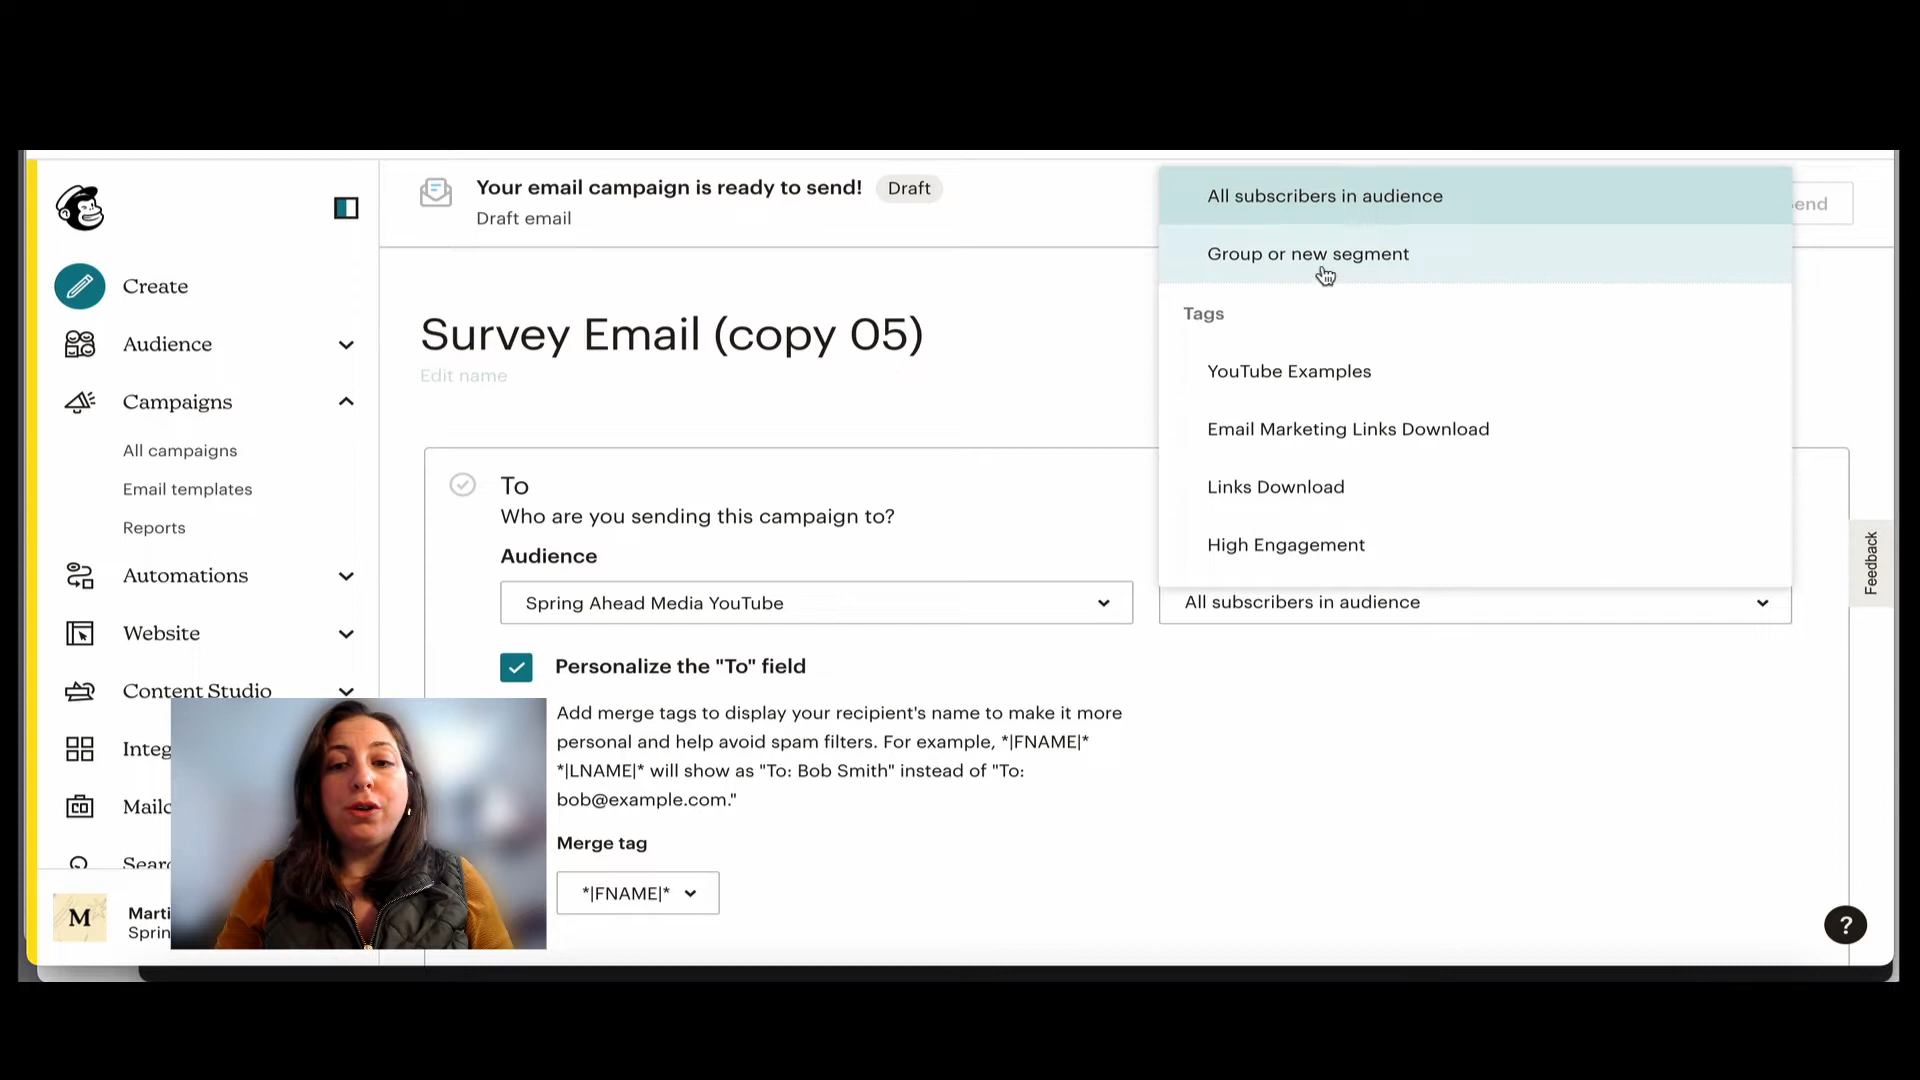 Create
Audience
Campaigns
All campaigns
Email templates
Reports
Automations
Website
Content Studio
Integ
Mailc
Sear
M
Marti
Sprin
Your email campaign is ready to send!
Draft
Draft email
end
Survey Email (copy 05)
Edit name
To
Who are you sending this campaign to?
Audience
Spring Ahead Media YouTube
Personalize the "To" field
Add merge tags to display your recipient's name to make it more
personal and help avoid spam filters. For example, *|FNAME|*
*|LNAME|* will show as "To: Bob Smith" instead of "To:
bob@example.com."
Merge tag
*|FNAME|*
All subscribers in audience
Group or new segment
Tags
YouTube Examples
Email Marketing Links Download
Links Download
High Engagement
All subscribers in audience
Feedback
?